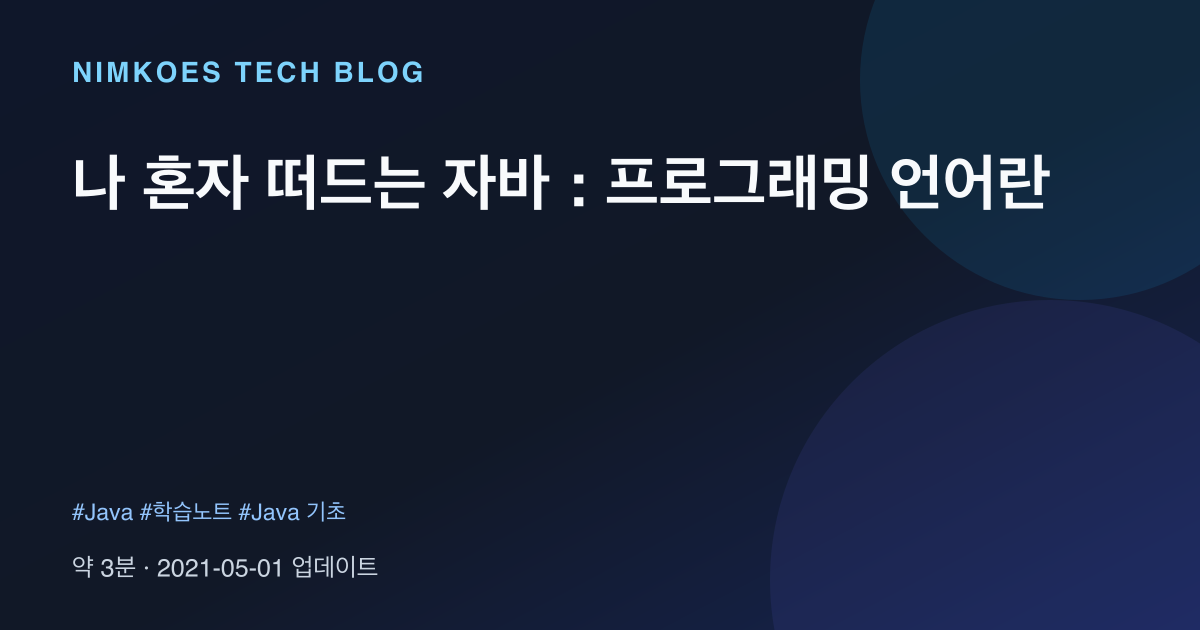 NIMKOES TECH BLOG
나 혼자 떠드는 자바 : 프로그래밍 언어란
#Java #학습노트 #Java 기초
약 3분 · 2021-05-01 업데이트